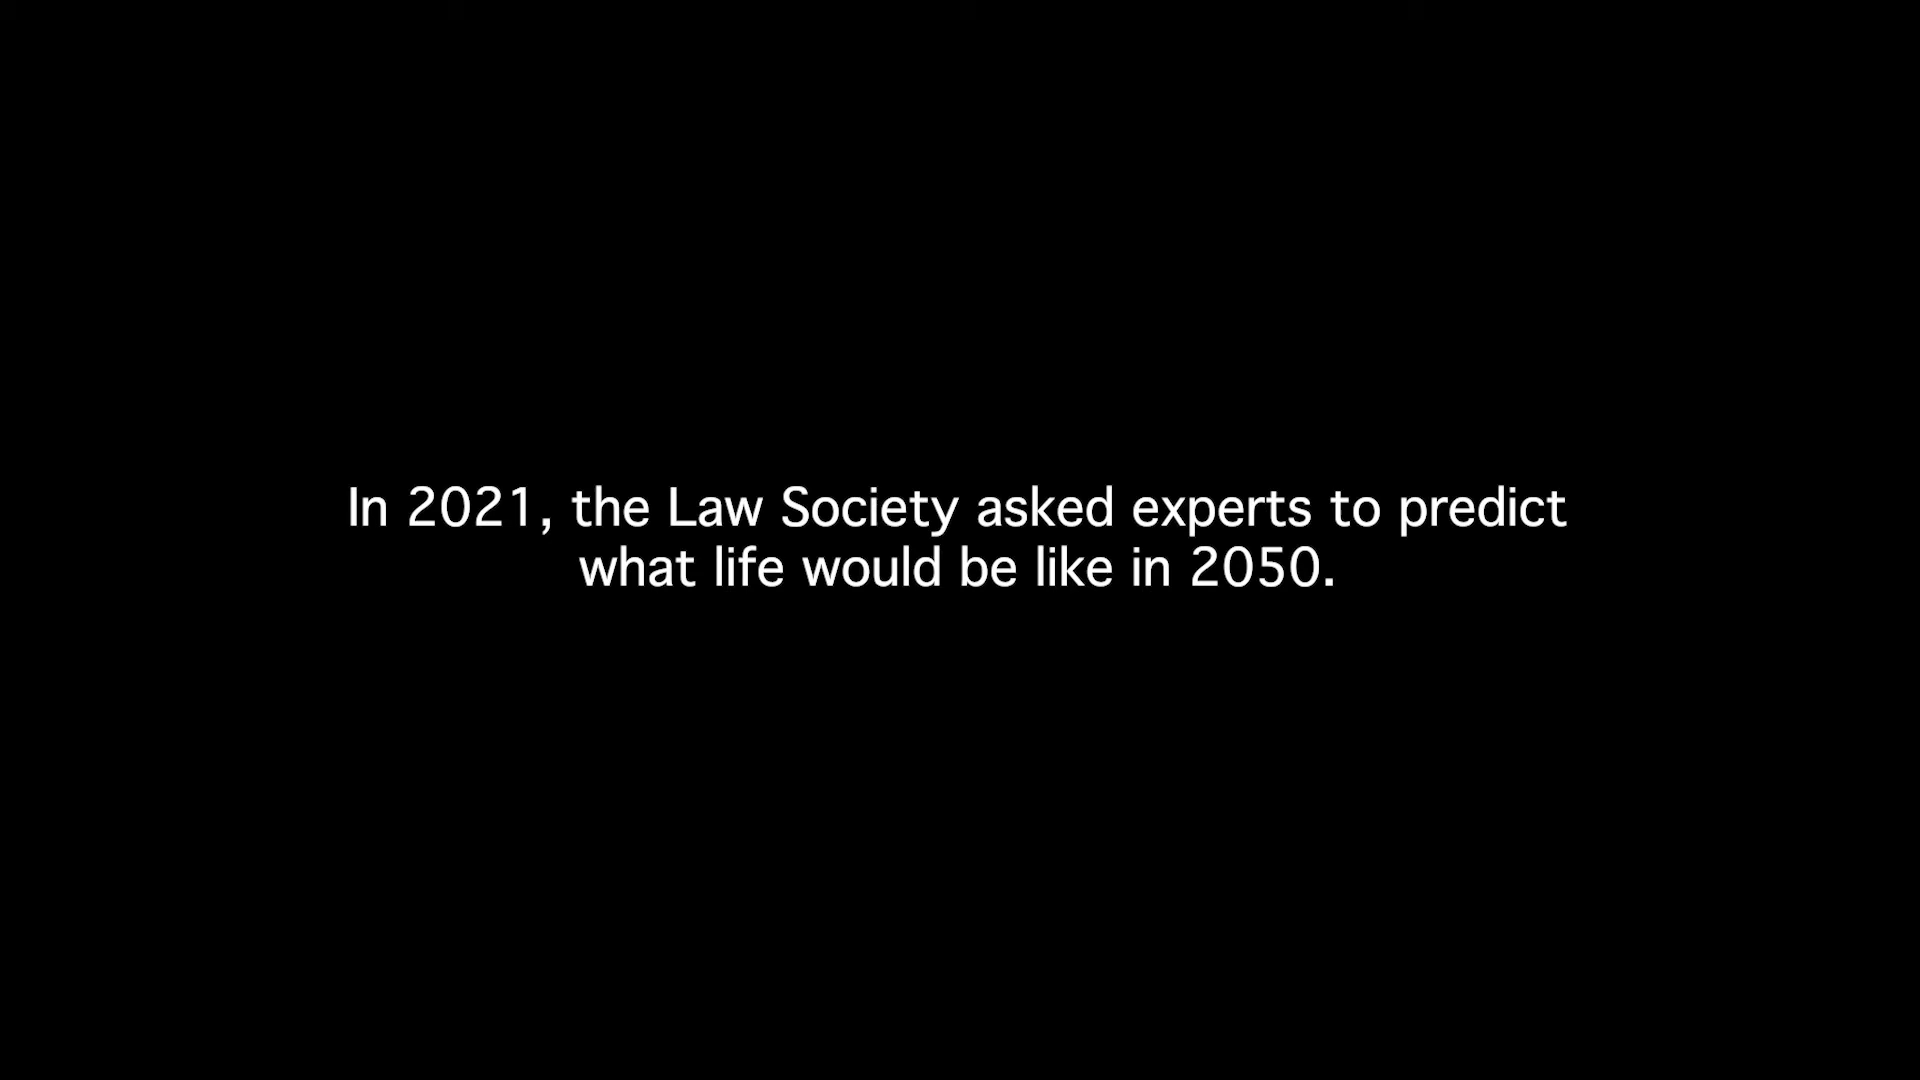 In 2021, the Law Society asked experts to predict
what life would be like in 2050.